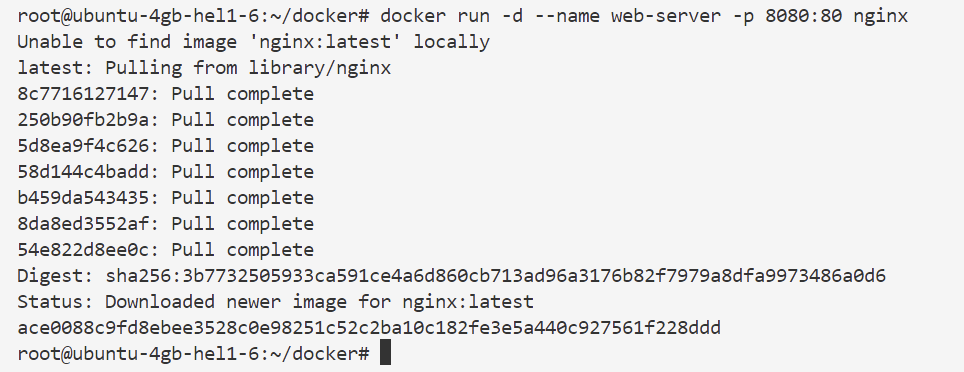 root@ubuntu-4gb-hel1-6:~/docker# docker run -d --name web-server -p 8080:80 nginx
Unable to find image 'nginx:latest' locally
latest: Pulling from library/nginx
8c7716127147: Pull complete
250b90fb2b9a: Pull complete
5d8ea9f4c626: Pull complete
58d144c4badd: Pull complete
b459da543435: Pull complete
8da8ed3552af: Pull complete
54e822d8ee0c: Pull complete
Digest: sha256:3b7732505933ca591ce4a6d860cb713ad96a3176b82f7979a8dfa9973486a0d6
Status: Downloaded newer image for nginx:latest
ace0088c9fd8ebee3528c0e98251c52c2ba10c182fe3e5a440c927561f228ddd
root@ubuntu-4gb-hel1-6:~/docker#